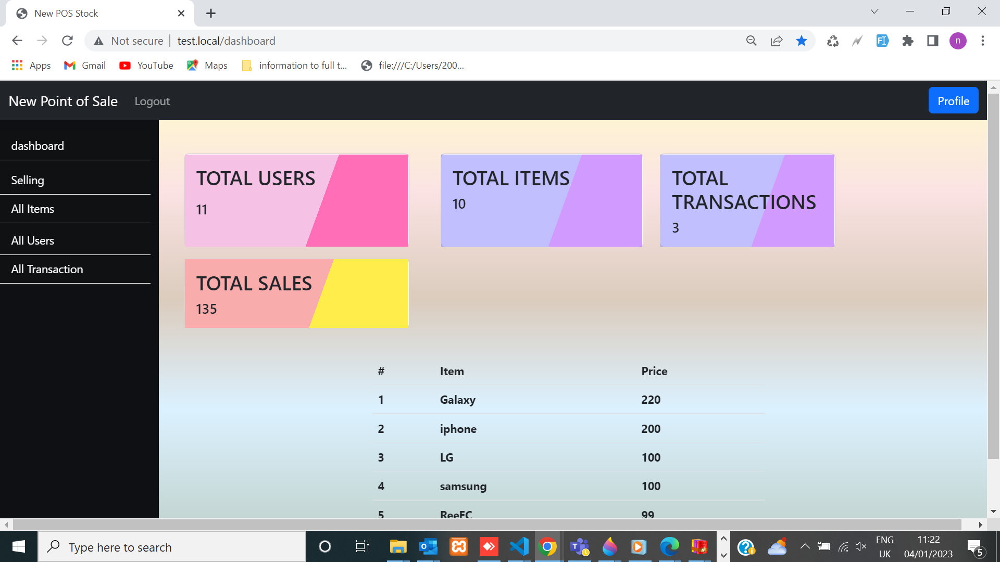 New POS Stock
Not secure test.local/dashboard
Apps Gmail YouTube Maps information to full t... file:///C:/Users/200...
New Point of Sale Logout Profile
dashboard
Selling
All Items
All Users
All Transaction
TOTAL USERS
11
TOTAL ITEMS
10
TOTAL
TRANSACTIONS
3
TOTAL SALES
135
# Item Price
1 Galaxy 220
2 iphone 200
3 LG 100
4 samsung 100
5 ReeEC 99
Type here to search
ENG
UK
11:22
04/01/2023
5